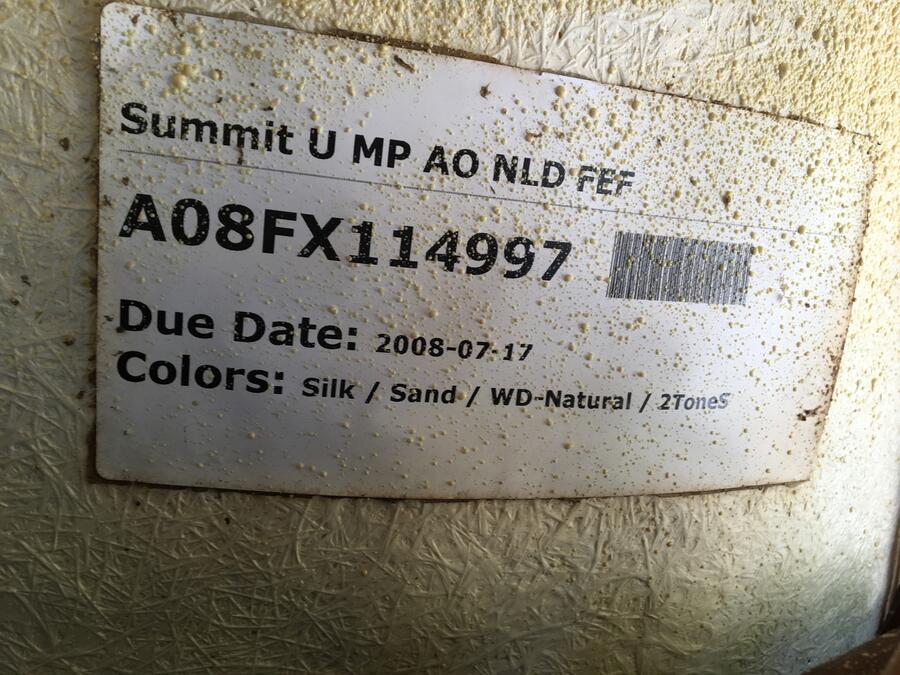 Summit U MP AO NLD FEF
A08FX114997
Due Date: 2008-07-17
Colors: Silk / Sand / WD-Natural / 2ToneS